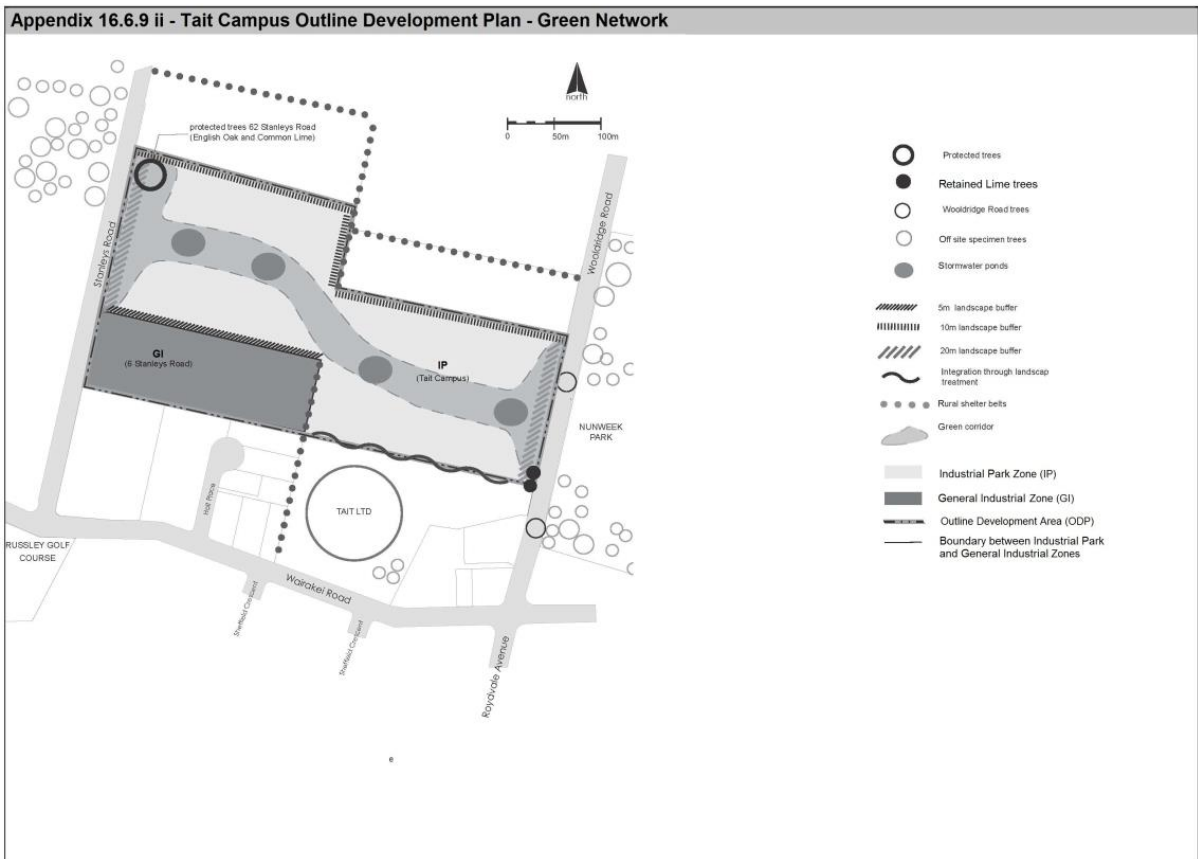 Appendix 16.6.9 ii - Tait Campus Outline Development Plan - Green Network
north
0 50m 100m
protected trees 62 Stanleys Road
(English Oak and Common Lime)
Stanleys Road
Wooldridge Road
GI
(6 Stanleys Road)
IP
(Tait Campus)
NUNWEEK
PARK
Holt Place
TAIT LTD
RUSSLEY GOLF
COURSE
Wairakei Road
Sheffield Crescent
Sheffield Crescent
Roydvale Avenue
e
Protected trees
Retained Lime trees
Wooldridge Road trees
Off site specimen trees
Stormwater ponds
5m landscape buffer
10m landscape buffer
20m landscape buffer
Integration through landscap
treatment
Rural shelter belts
Green corridor
Industrial Park Zone (IP)
General Industrial Zone (GI)
Outline Development Area (ODP)
Boundary between Industrial Park
and General Industrial Zones